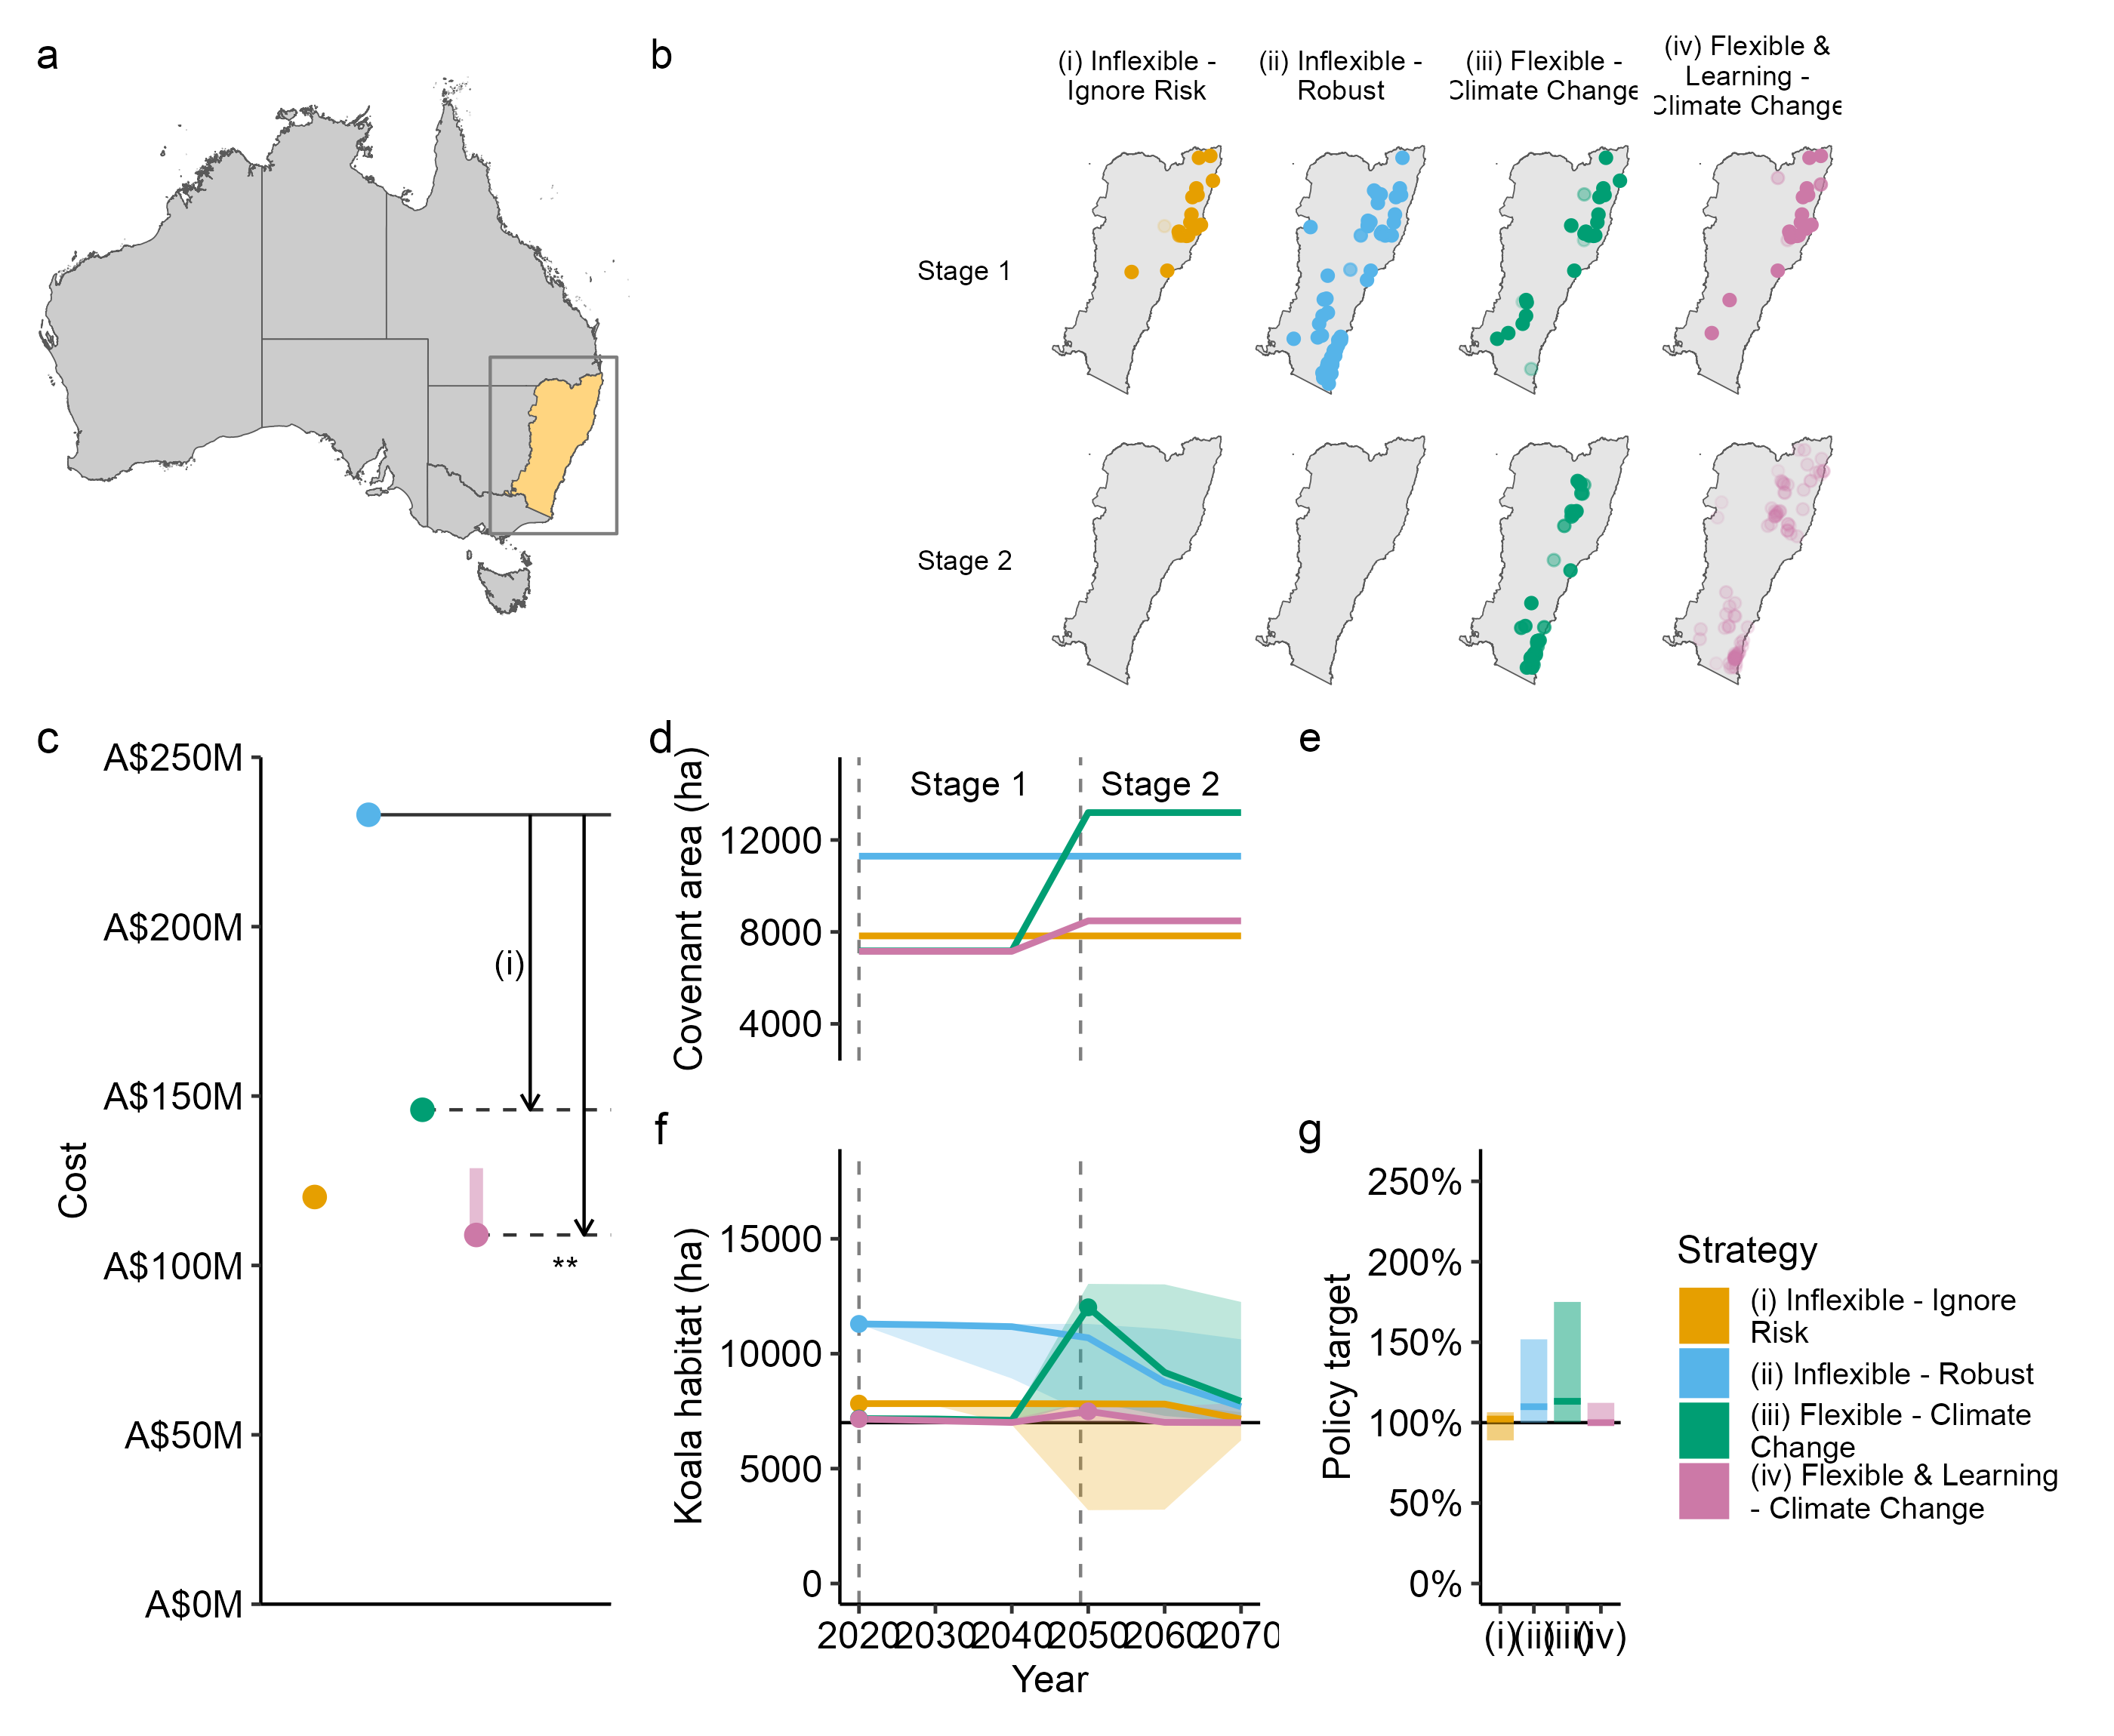 a
b
(i) Inflexible -
Ignore Risk
(ii) Inflexible -
Robust
(iii) Flexible -
Climate Change
(iv) Flexible &
Learning -
Climate Change
Stage 1
Stage 2
c
A$250M
A$200M
A$150M
A$100M
A$50M
A$0M
Cost
(i)
**
d
Covenant area (ha)
12000
8000
4000
Stage 1
Stage 2
e
f
Koala habitat (ha)
15000
10000
5000
0
2020
2030
2040
2050
2060
2070
Year
g
Policy target
250%
200%
150%
100%
50%
0%
(i)
(ii)
(iii)
(iv)
Strategy
(i) Inflexible - Ignore
Risk
(ii) Inflexible - Robust
(iii) Flexible - Climate
Change
(iv) Flexible & Learning
- Climate Change